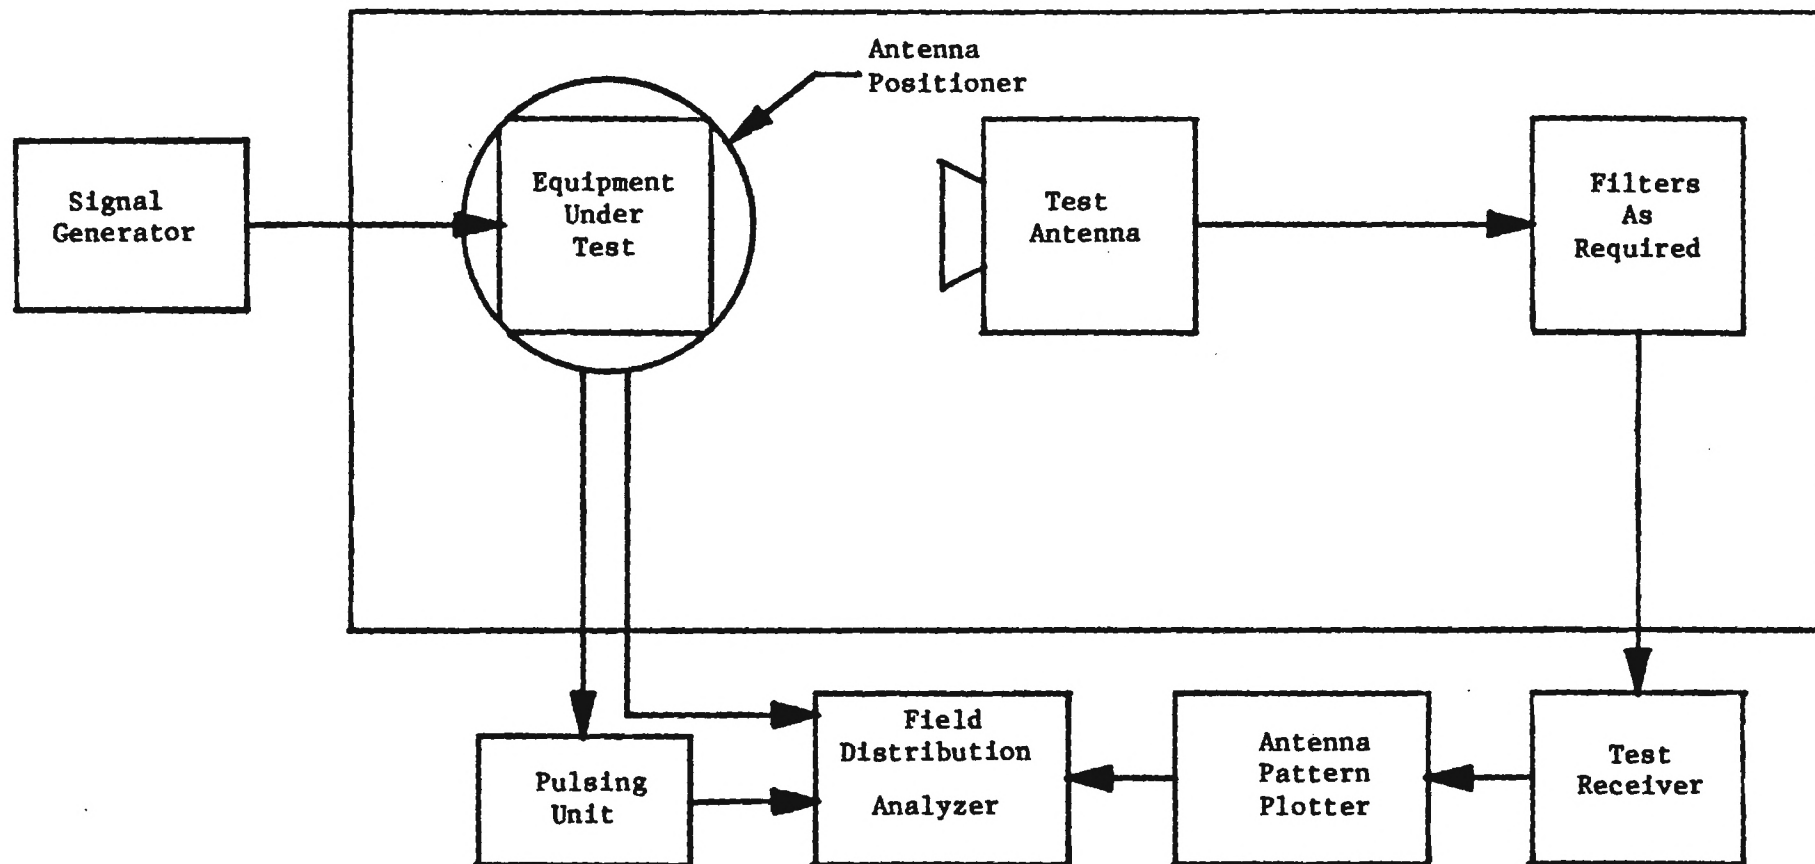 Antenna
Positioner
Signal
Generator
Equipment
Under
Test
Test
Antenna
Filters
As
Required
Pulsing
Unit
Field
Distribution
Analyzer
Antenna
Pattern
Plotter
Test
Receiver